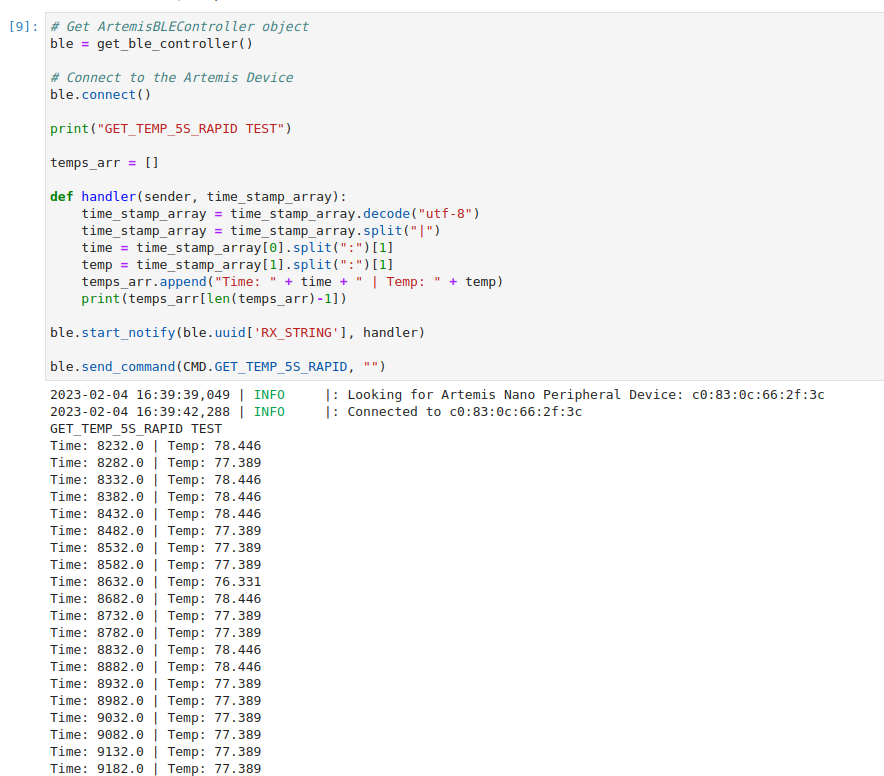 [9]: # Get ArtemisBLEController object
ble = get_ble_controller()

# Connect to the Artemis Device
ble.connect()

print("GET_TEMP_5S_RAPID TEST")

temps_arr = []

def handler(sender, time_stamp_array):
    time_stamp_array = time_stamp_array.decode("utf-8")
    time_stamp_array = time_stamp_array.split("|")
    time = time_stamp_array[0].split(":")[1]
    temp = time_stamp_array[1].split(":")[1]
    temps_arr.append("Time: " + time + " | Temp: " + temp)
    print(temps_arr[len(temps_arr)-1])

ble.start_notify(ble.uuid['RX_STRING'], handler)

ble.send_command(CMD.GET_TEMP_5S_RAPID, "")
2023-02-04 16:39:39,049 | INFO     |: Looking for Artemis Nano Peripheral Device: c0:83:0c:66:2f:3c
2023-02-04 16:39:42,288 | INFO     |: Connected to c0:83:0c:66:2f:3c
GET_TEMP_5S_RAPID TEST
Time: 8232.0 | Temp: 78.446
Time: 8282.0 | Temp: 77.389
Time: 8332.0 | Temp: 78.446
Time: 8382.0 | Temp: 78.446
Time: 8432.0 | Temp: 78.446
Time: 8482.0 | Temp: 77.389
Time: 8532.0 | Temp: 77.389
Time: 8582.0 | Temp: 77.389
Time: 8632.0 | Temp: 76.331
Time: 8682.0 | Temp: 78.446
Time: 8732.0 | Temp: 77.389
Time: 8782.0 | Temp: 77.389
Time: 8832.0 | Temp: 78.446
Time: 8882.0 | Temp: 78.446
Time: 8932.0 | Temp: 77.389
Time: 8982.0 | Temp: 77.389
Time: 9032.0 | Temp: 77.389
Time: 9082.0 | Temp: 77.389
Time: 9132.0 | Temp: 77.389
Time: 9182.0 | Temp: 77.389